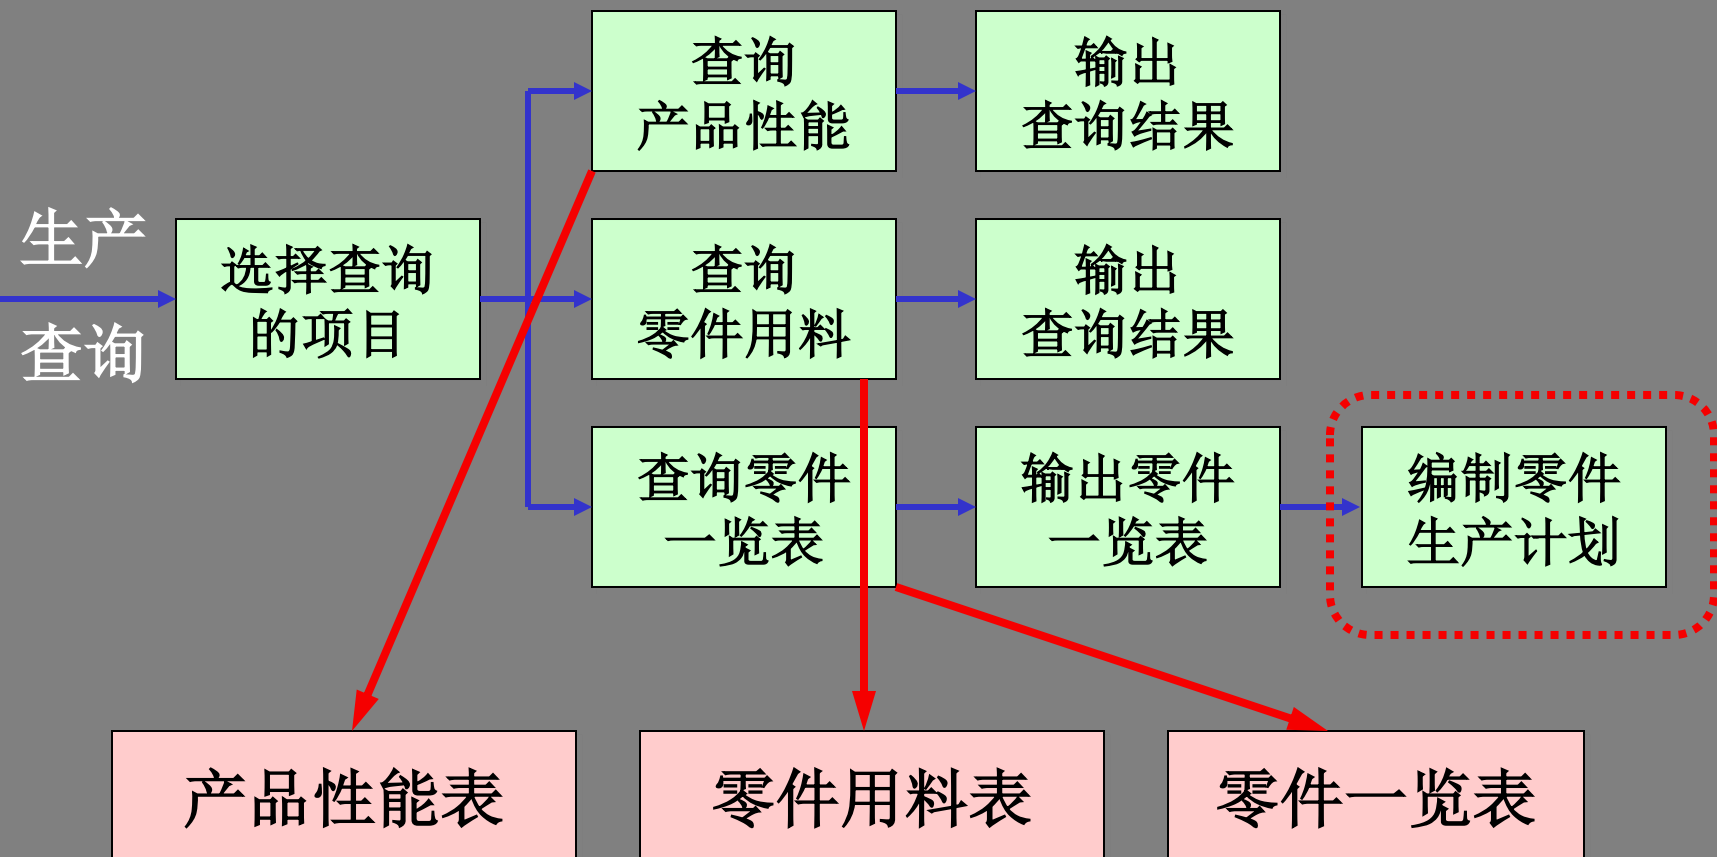 生产
查询
选择查询
的项目
查询
产品性能
输出
查询结果
查询
零件用料
输出
查询结果
查询零件
一览表
输出零件
一览表
编制零件
生产计划
产品性能表
零件用料表
零件一览表